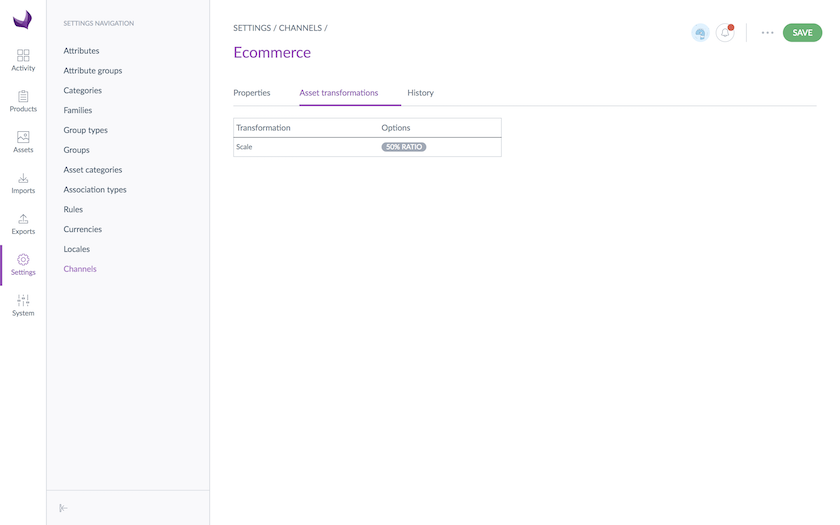 SETTINGS NAVIGATION
Activity
Products
Assets
Imports
Exports
Settings
System
Attributes
Attribute groups
Categories
Families
Group types
Groups
Asset categories
Association types
Rules
Currencies
Locales
Channels
SETTINGS / CHANNELS /
SAVE
Ecommerce
Properties Asset transformations History
Transformation Options
Scale 50% RATIO